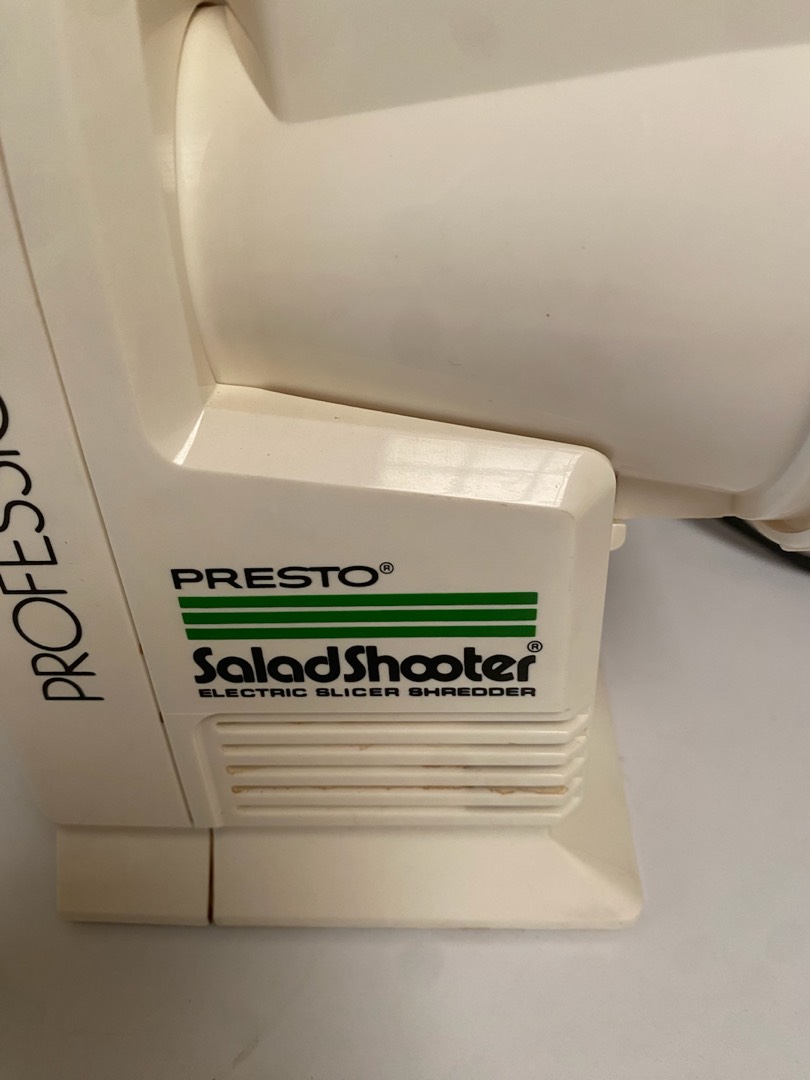 PROFESSIO
PRESTO®
SaladShooter®
ELECTRIC SLICER SHREDDER